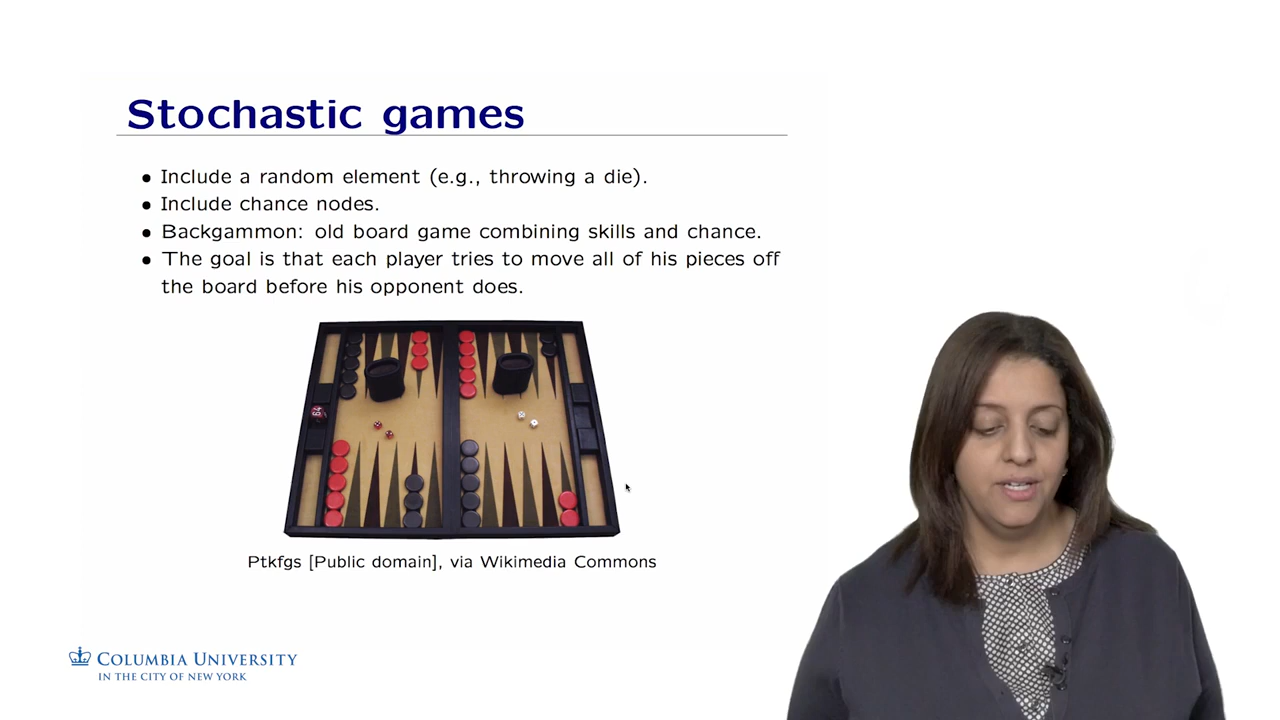 Stochastic games
• Include a random element (e.g., throwing a die).
• Include chance nodes.
• Backgammon: old board game combining skills and chance.
• The goal is that each player tries to move all of his pieces off
the board before his opponent does.
64
Ptkfgs [Public domain], via Wikimedia Commons
COLUMBIA UNIVERSITY
IN THE CITY OF NEW YORK